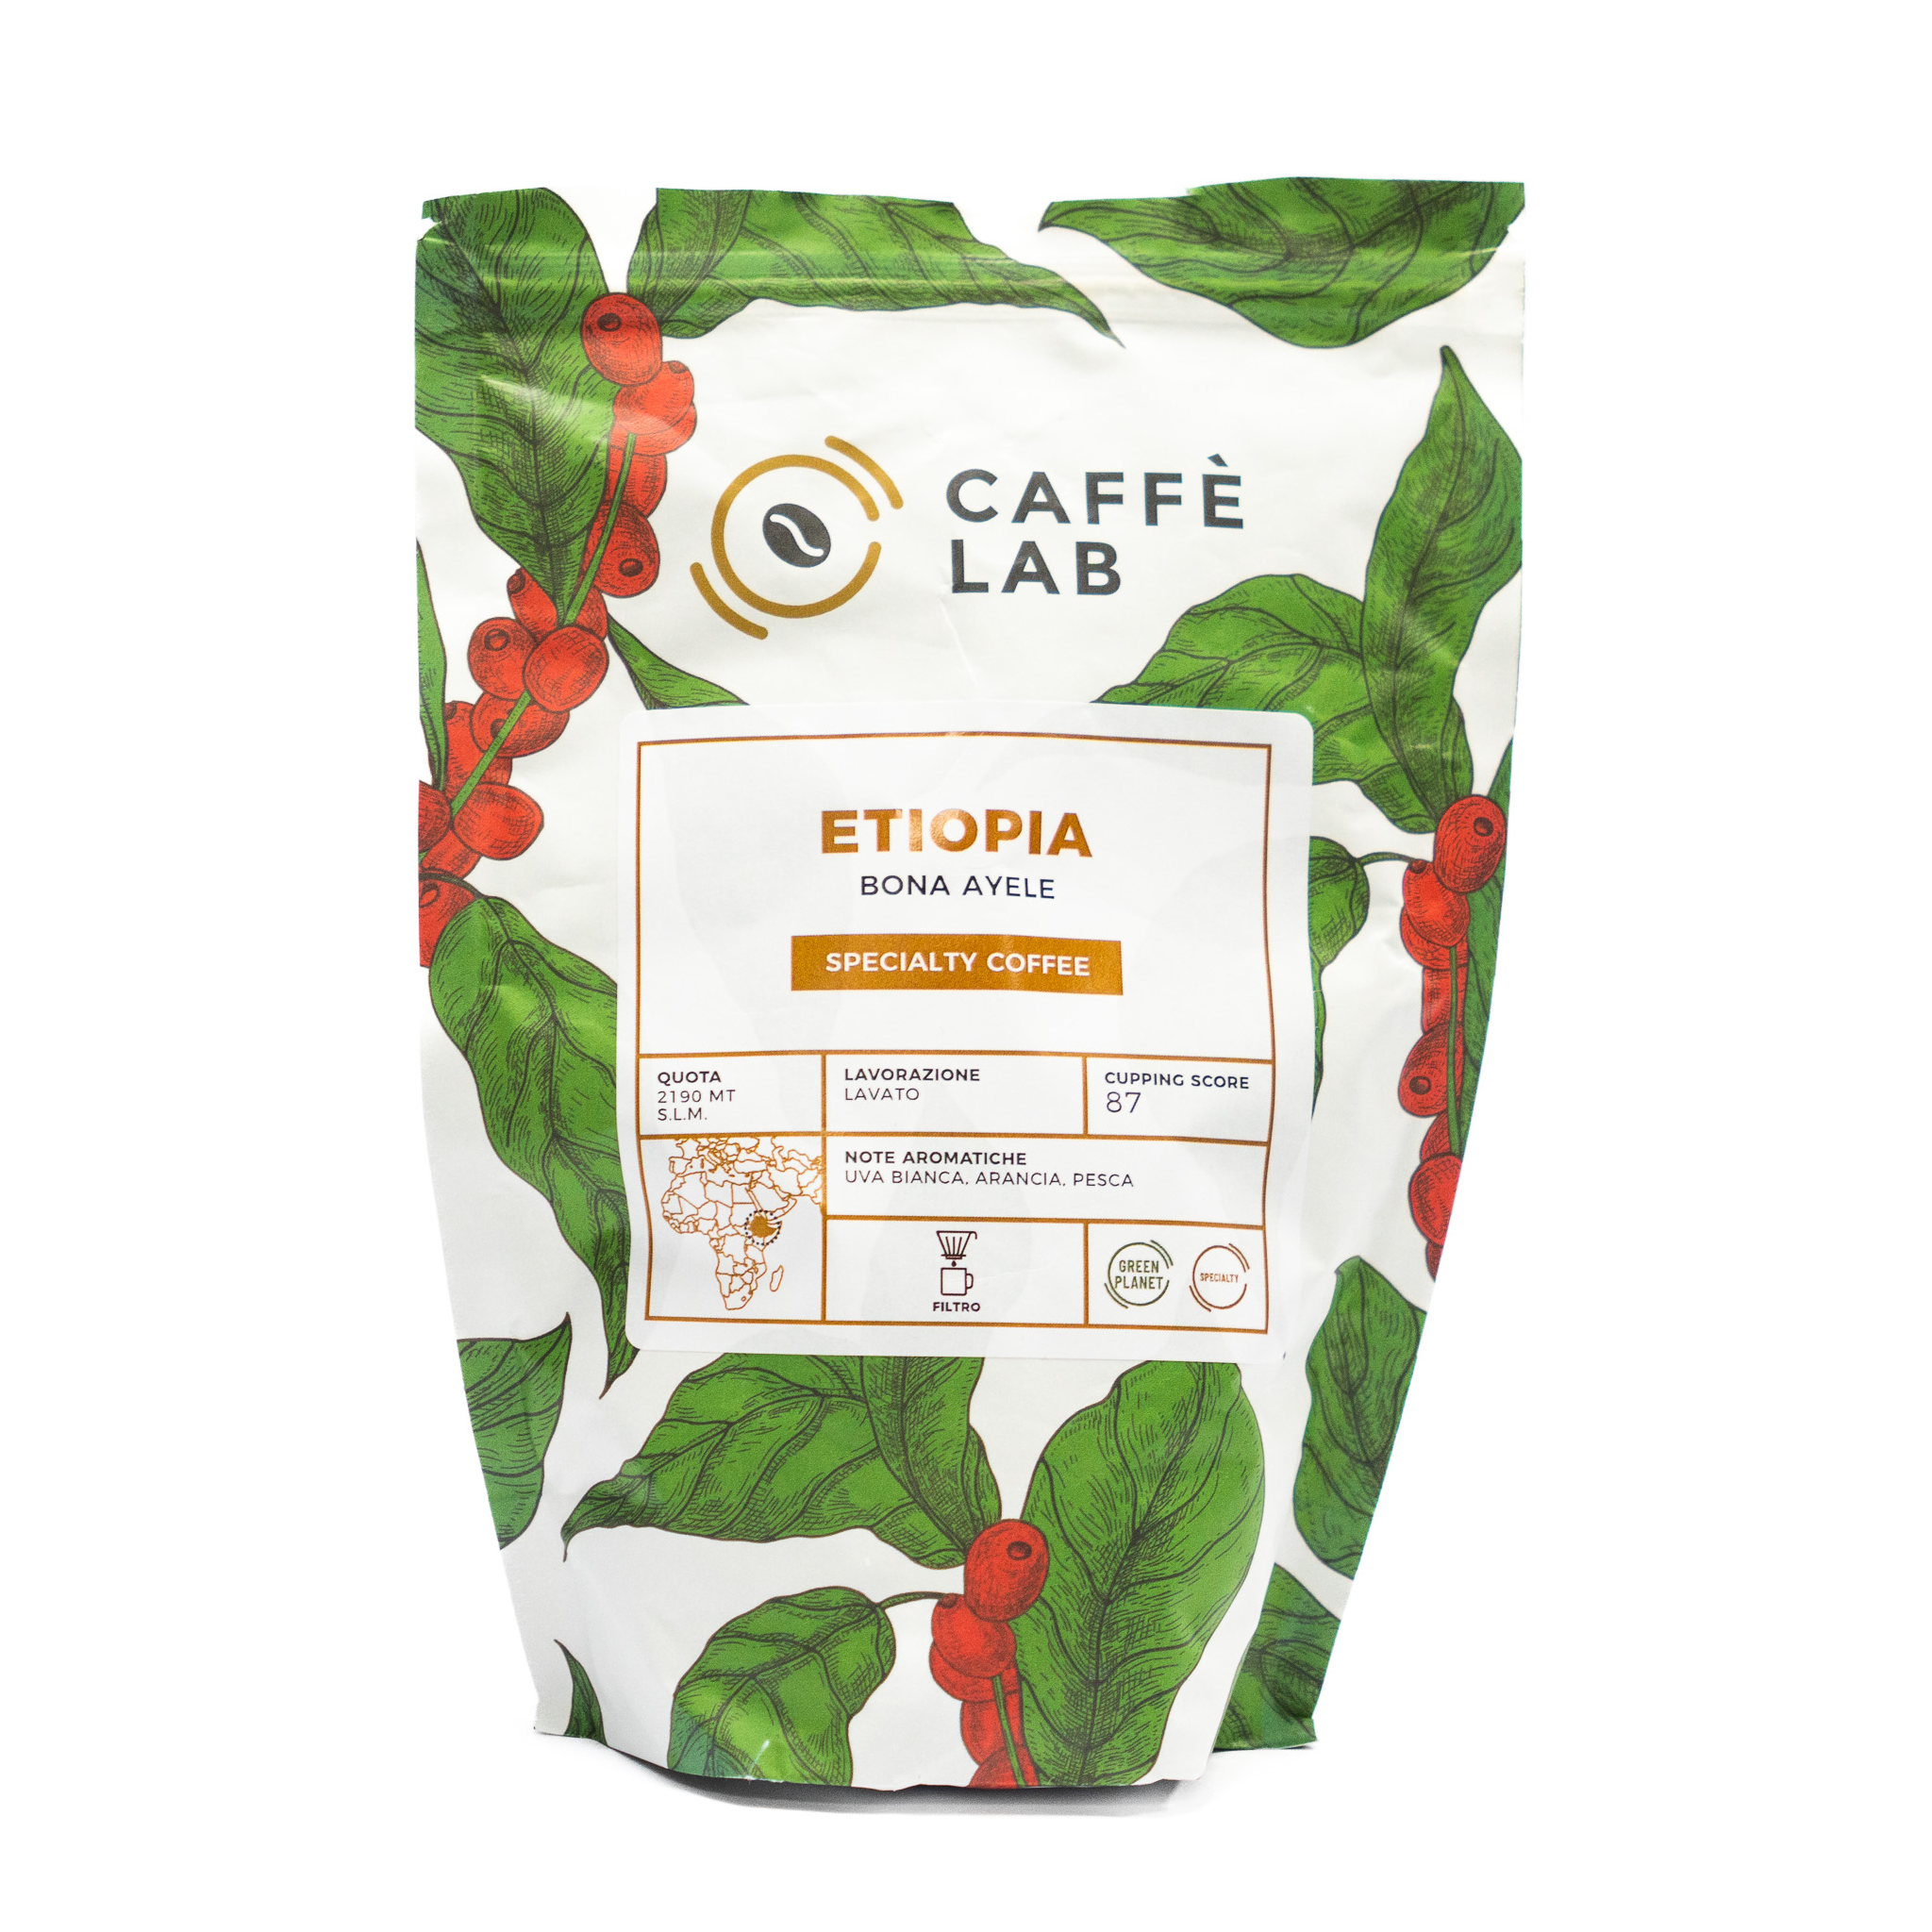 CAFFÈ
LAB
ETIOPIA
BONA AYELE
SPECIALTY COFFEE
QUOTA
2190 MT
S.L.M.
LAVORAZIONE
LAVATO
CUPPING SCORE
87
NOTE AROMATICHE
UVA BIANCA, ARANCIA, PESCA
FILTRO
GREEN
PLANET
SPECIALTY